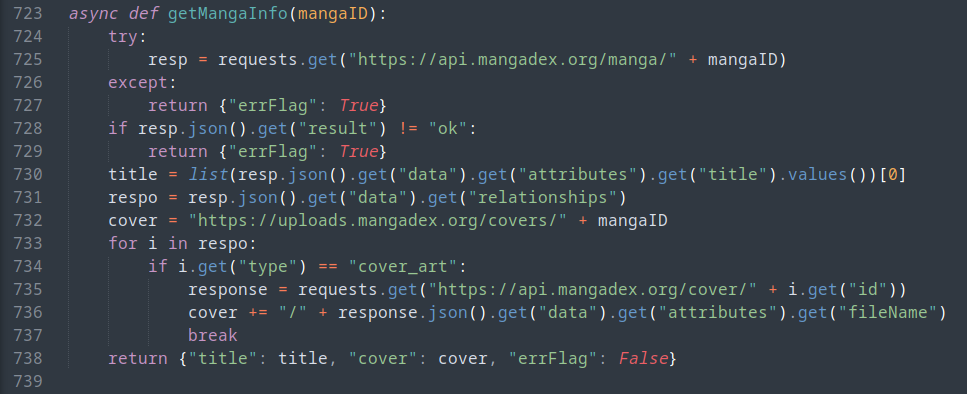 723 async def getMangaInfo(mangaID):
724     try:
725         resp = requests.get("https://api.mangadex.org/manga/" + mangaID)
726     except:
727         return {"errFlag": True}
728     if resp.json().get("result") != "ok":
729         return {"errFlag": True}
730     title = list(resp.json().get("data").get("attributes").get("title").values())[0]
731     respo = resp.json().get("data").get("relationships")
732     cover = "https://uploads.mangadex.org/covers/" + mangaID
733     for i in respo:
734         if i.get("type") == "cover_art":
735             response = requests.get("https://api.mangadex.org/cover/" + i.get("id"))
736             cover += "/" + response.json().get("data").get("attributes").get("fileName")
737             break
738     return {"title": title, "cover": cover, "errFlag": False}
739